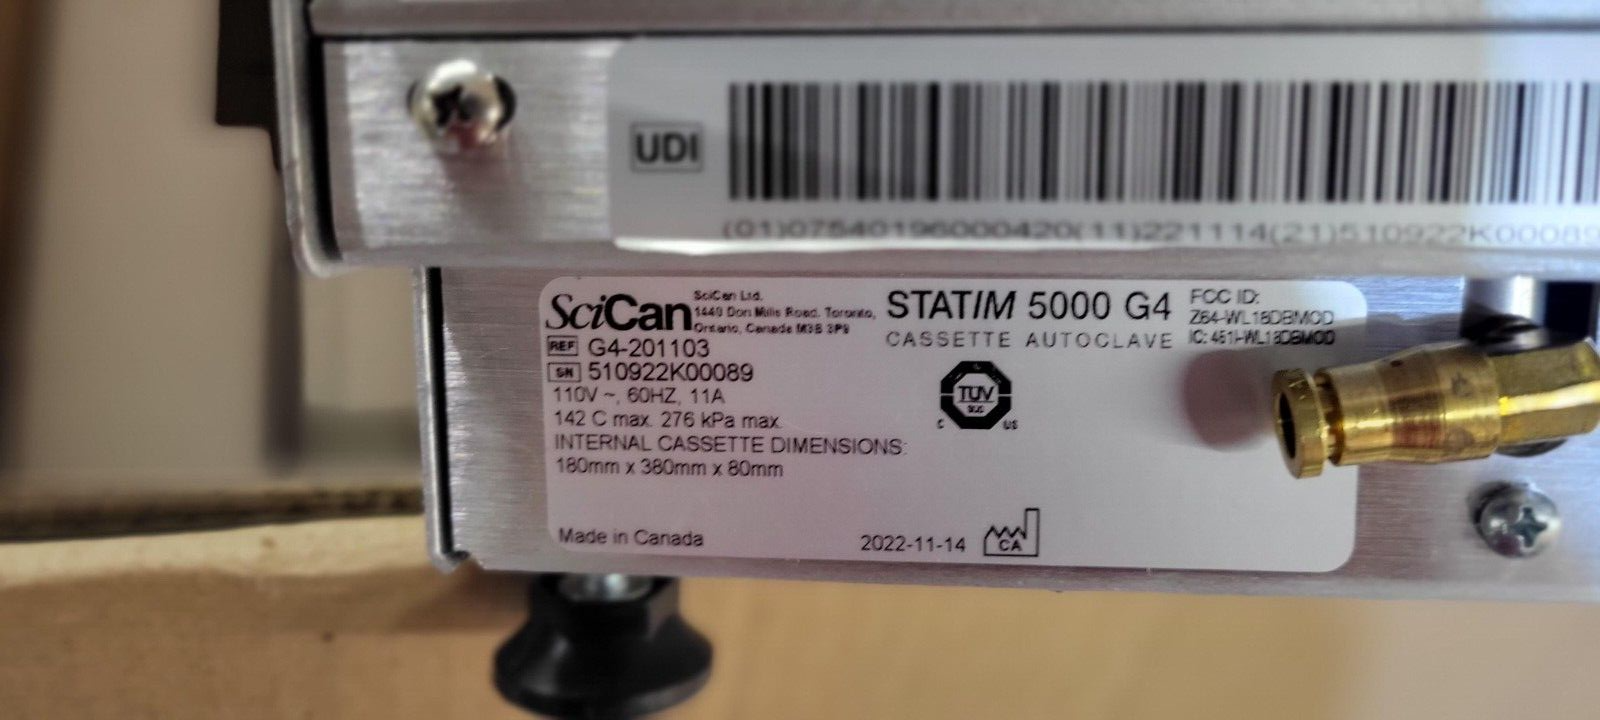 UDI
(01)07540196000420(11)221114(21)510922K00089
SciCan
SciCan Ltd.
1440 Don Mills Road, Toronto,
Ontario, Canada M3B 3P9
STATIM 5000 G4
CASSETTE AUTOCLAVE
FCC ID:
Z64-WL18DBMOD
IC: 451I-WL18DBMOD
REF G4-201103
SN 510922K00089
110V ~, 60HZ, 11A
142 C max. 276 kPa max.
INTERNAL CASSETTE DIMENSIONS:
180mm x 380mm x 80mm
TÜV
SÜD
C US
Made in Canada
2022-11-14
CA